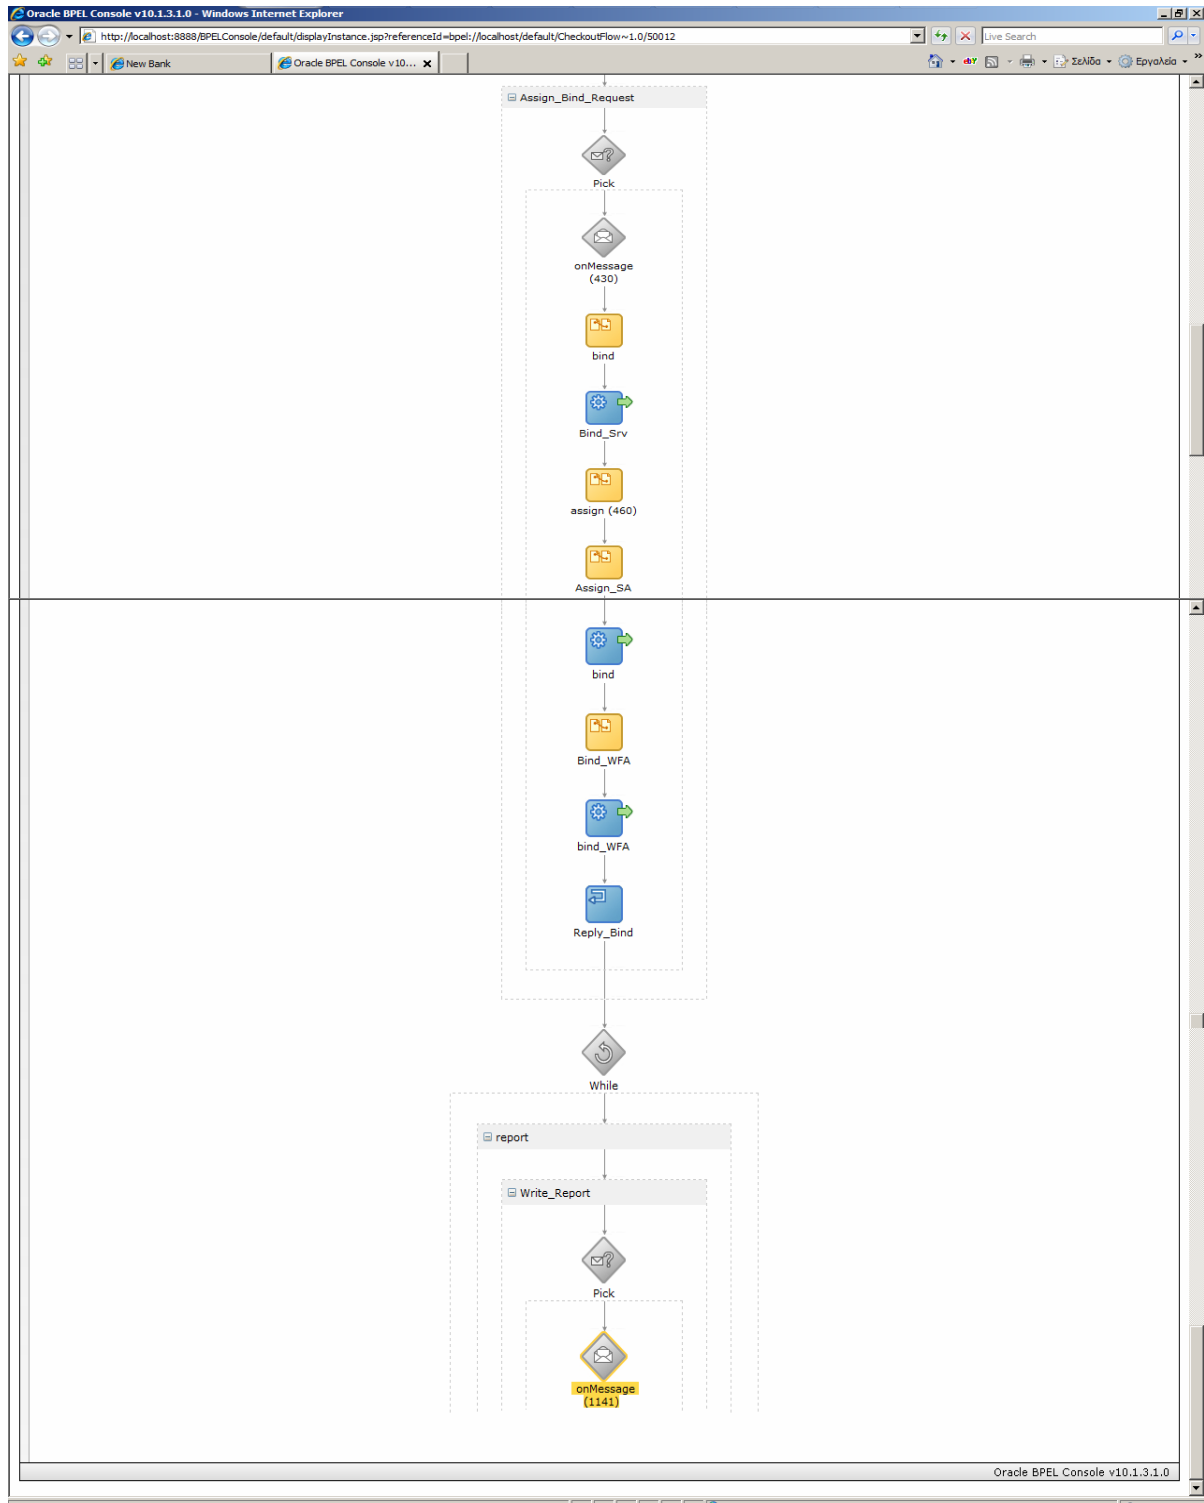 Oracle BPEL Console v10.1.3.1.0 - Windows Internet Explorer
http://localhost:8888/BPELConsole/default/displayInstance.jsp?referenceId=bpel://localhost/default/CheckoutFlow~1.0/50012
Live Search
New Bank
Oracle BPEL Console v10...
ebY
Σελίδα
Εργαλεία
Assign_Bind_Request
Pick
onMessage
(430)
bind
Bind_Srv
assign (460)
Assign_SA
bind
Bind_WFA
bind_WFA
Reply_Bind
While
report
Write_Report
Pick
onMessage
(1141)
Oracle BPEL Console v10.1.3.1.0